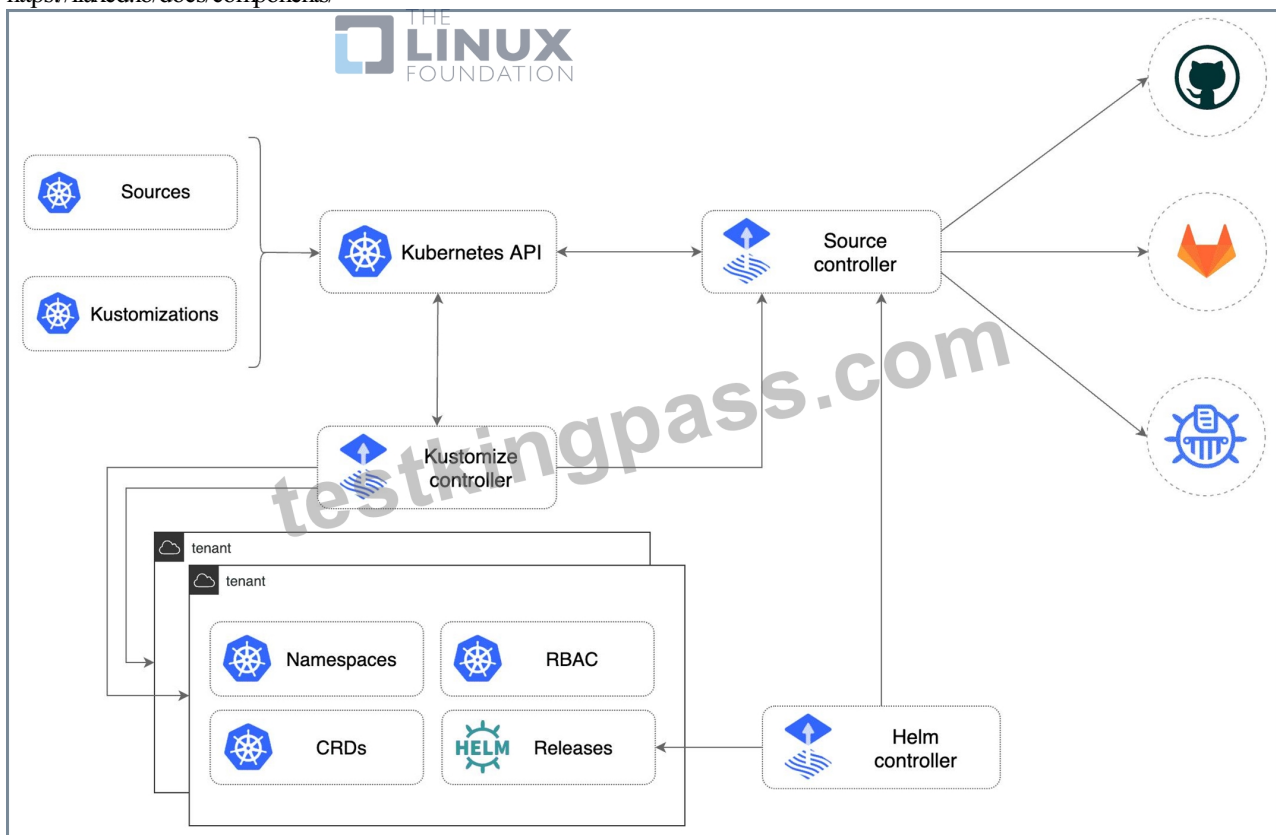 THE
LINUX
FOUNDATION
Sources
Kustomizations
Kubernetes API
Source
controller
Kustomize
controller
testkingpass.com
tenant
tenant
Namespaces
RBAC
CRDs
HELM
Releases
Helm
controller